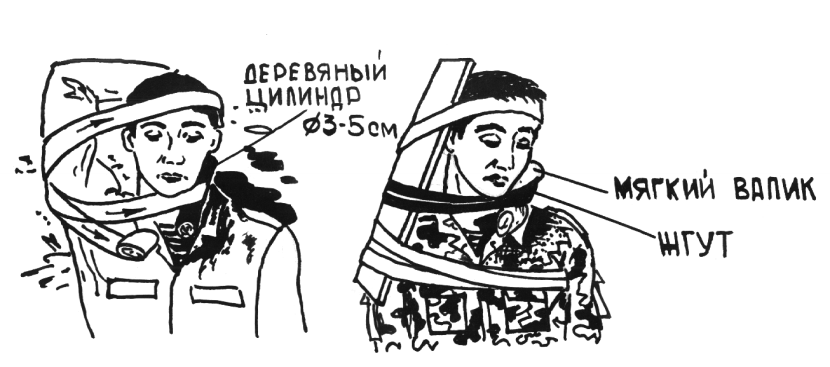 ДЕРЕВЯНЫЙ
ЦИЛИНДР
Ø3-5см
МЯГКИЙ ВАЛИК
ЖГУТ